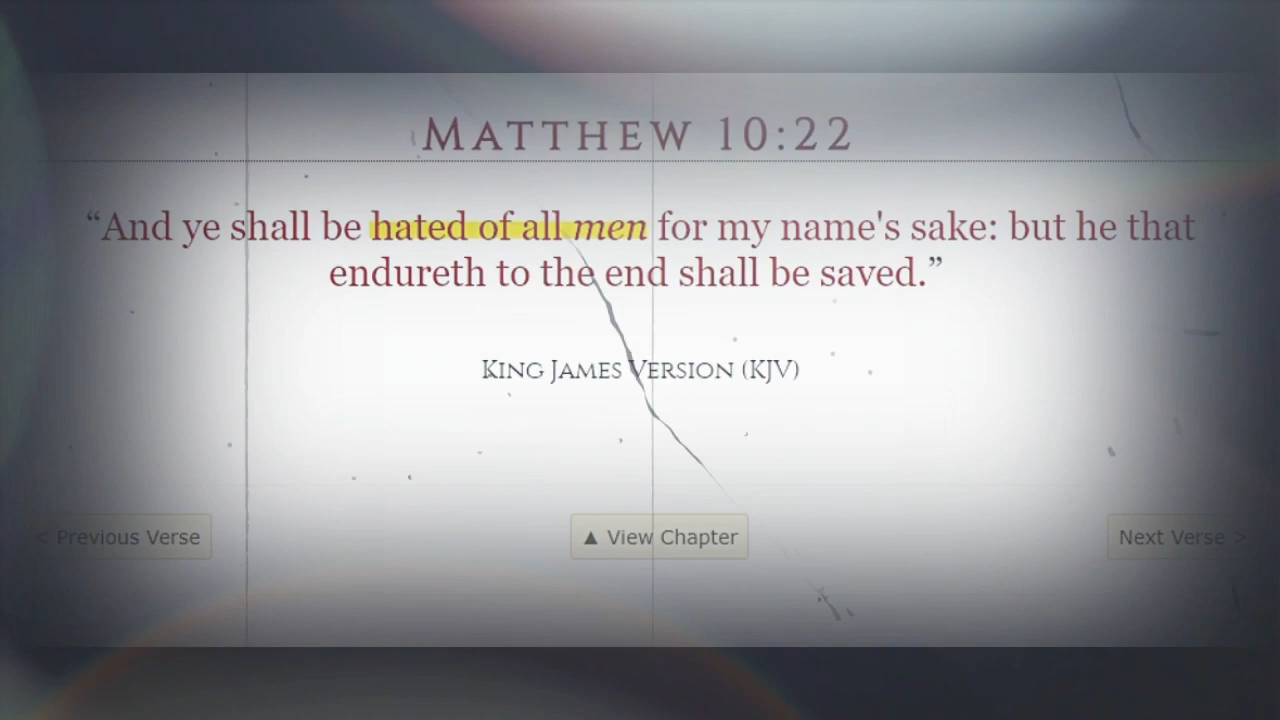 MATTHEW 10:22
“And ye shall be hated of all men for my name's sake: but he that
endureth to the end shall be saved.”
KING JAMES VERSION (KJV)
< Previous Verse
▲ View Chapter
Next Verse >